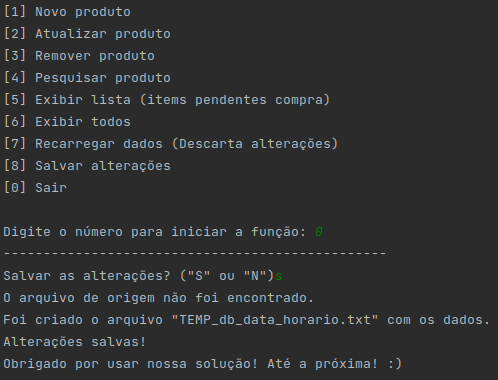 [1] Novo produto
[2] Atualizar produto
[3] Remover produto
[4] Pesquisar produto
[5] Exibir lista (items pendentes compra)
[6] Exibir todos
[7] Recarregar dados (Descarta alterações)
[8] Salvar alterações
[0] Sair
Digite o número para iniciar a função: 0
------------------------------------------------
Salvar as alterações? ("S" ou "N")s
O arquivo de origem não foi encontrado.
Foi criado o arquivo "TEMP_db_data_horario.txt" com os dados.
Alterações salvas!
Obrigado por usar nossa solução! Até a próxima! :)